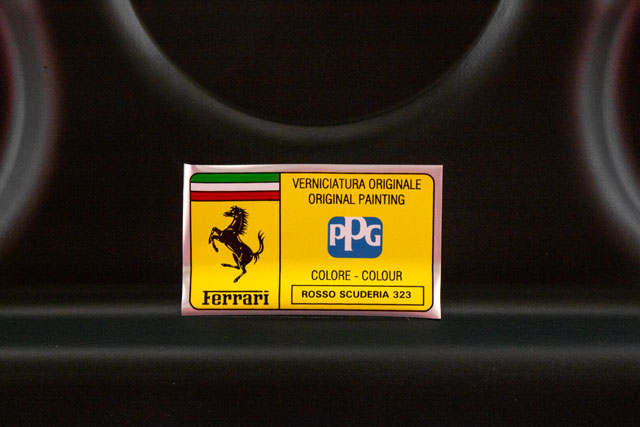 VERNICIATURA ORIGINALE
ORIGINAL PAINTING
PPG
COLORE - COLOUR
ROSSO SCUDERIA 323
Ferrari